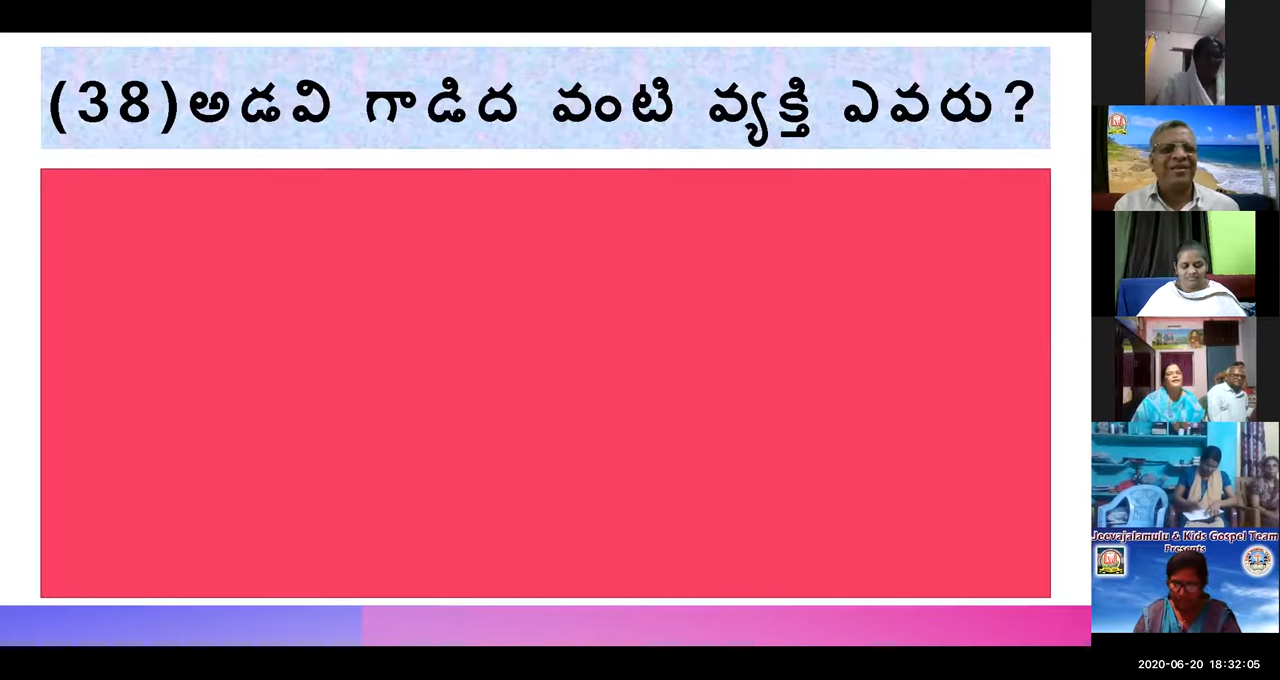 (38)అడవి గాడిద వంటి వ్యక్తి ఎవరు?
Jeevajalamulu & Kids Gospel Team
Presents
2020-06-20 18:32:05